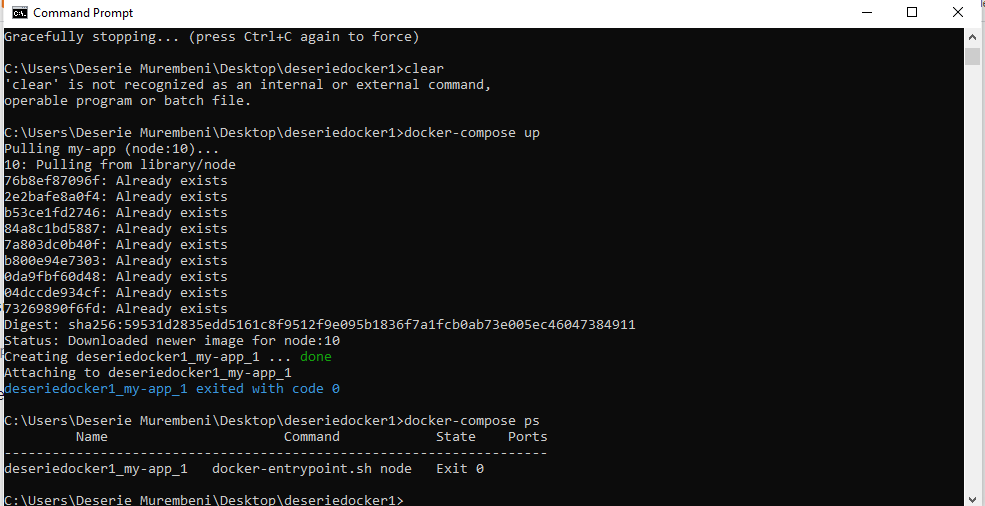 Command Prompt
Gracefully stopping... (press Ctrl+C again to force)
C:\Users\Deserie Murembeni\Desktop\deseriedocker1>clear
'clear' is not recognized as an internal or external command,
operable program or batch file.
C:\Users\Deserie Murembeni\Desktop\deseriedocker1>docker-compose up
Pulling my-app (node:10)...
10: Pulling from library/node
76b8ef87096f: Already exists
2e2bafe8a0f4: Already exists
b53ce1fd2746: Already exists
84a8c1bd5887: Already exists
7a803dc0b40f: Already exists
b800e94e7303: Already exists
0da9fbf60d48: Already exists
04dccde934cf: Already exists
73269890f6fd: Already exists
Digest: sha256:59531d2835edd5161c8f9512f9e095b1836f7a1fcb0ab73e005ec46047384911
Status: Downloaded newer image for node:10
Creating deseriedocker1_my-app_1 ... done
Attaching to deseriedocker1_my-app_1
deseriedocker1_my-app_1 exited with code 0
C:\Users\Deserie Murembeni\Desktop\deseriedocker1>docker-compose ps
Name Command State Ports
--------------------------------------------------------------------
deseriedocker1_my-app_1 docker-entrypoint.sh node Exit 0
C:\Users\Deserie Murembeni\Desktop\deseriedocker1>